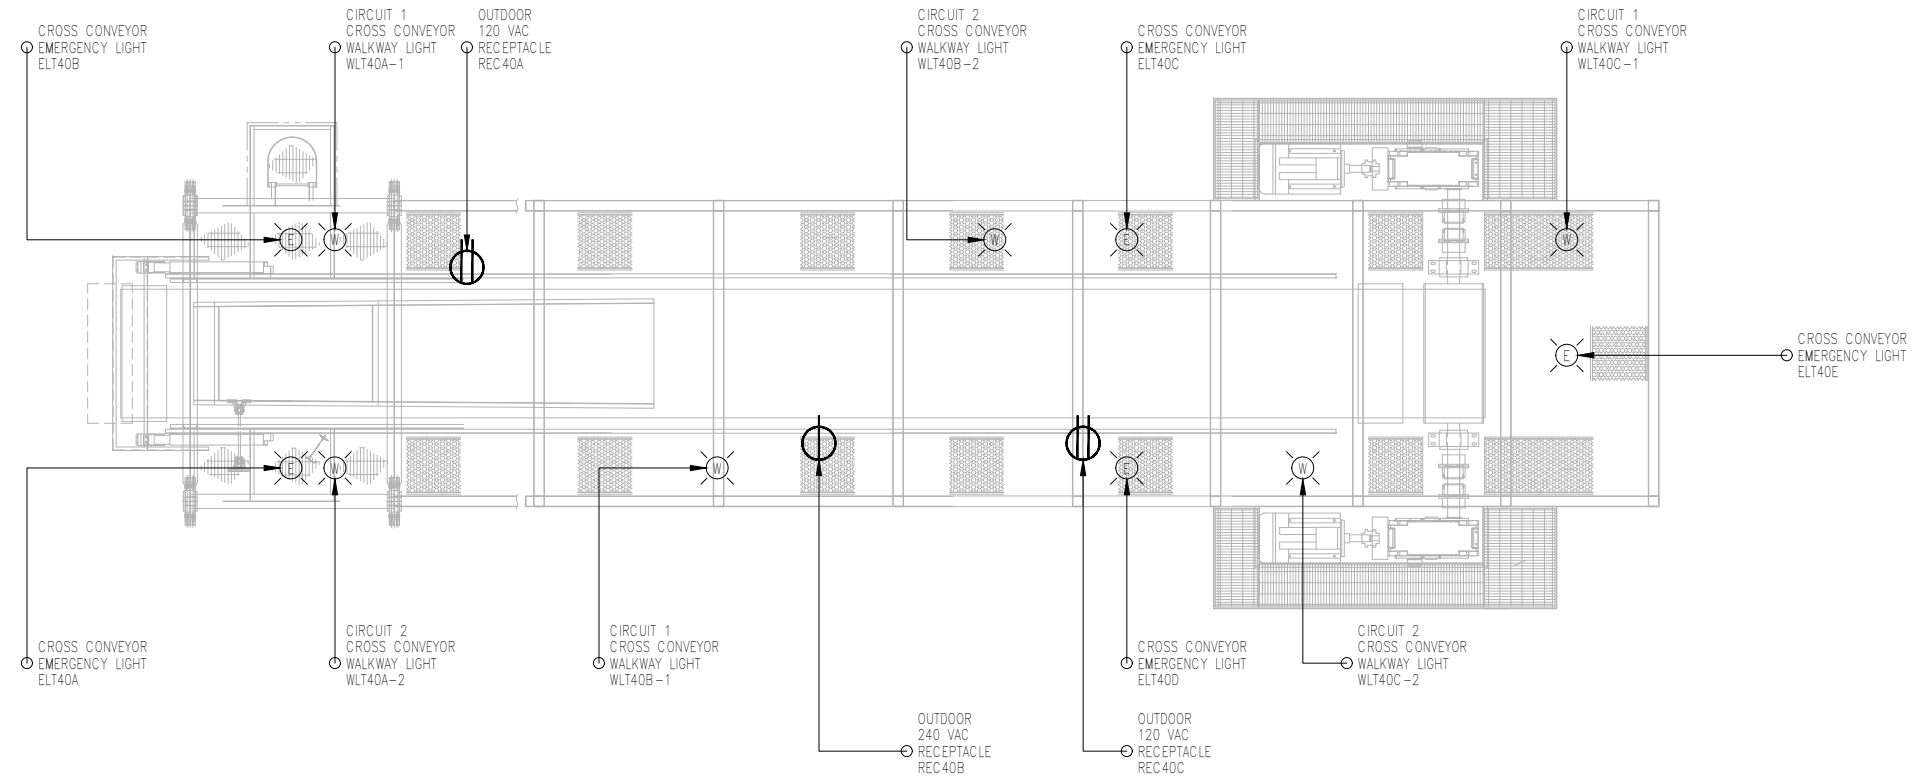 CROSS CONVEYOR
EMERGENCY LIGHT
ELT40B
CIRCUIT 1
CROSS CONVEYOR
WALKWAY LIGHT
WLT40A-1
OUTDOOR
120 VAC
RECEPTACLE
REC40A
CIRCUIT 2
CROSS CONVEYOR
WALKWAY LIGHT
WLT40B-2
CROSS CONVEYOR
EMERGENCY LIGHT
ELT40C
CIRCUIT 1
CROSS CONVEYOR
WALKWAY LIGHT
WLT40C-1
E
W
W
E
W
E
CROSS CONVEYOR
EMERGENCY LIGHT
ELT40E
E
W
W
E
W
CROSS CONVEYOR
EMERGENCY LIGHT
ELT40A
CIRCUIT 2
CROSS CONVEYOR
WALKWAY LIGHT
WLT40A-2
CIRCUIT 1
CROSS CONVEYOR
WALKWAY LIGHT
WLT40B-1
CROSS CONVEYOR
EMERGENCY LIGHT
ELT40D
CIRCUIT 2
CROSS CONVEYOR
WALKWAY LIGHT
WLT40C-2
OUTDOOR
240 VAC
RECEPTACLE
REC40B
OUTDOOR
120 VAC
RECEPTACLE
REC40C